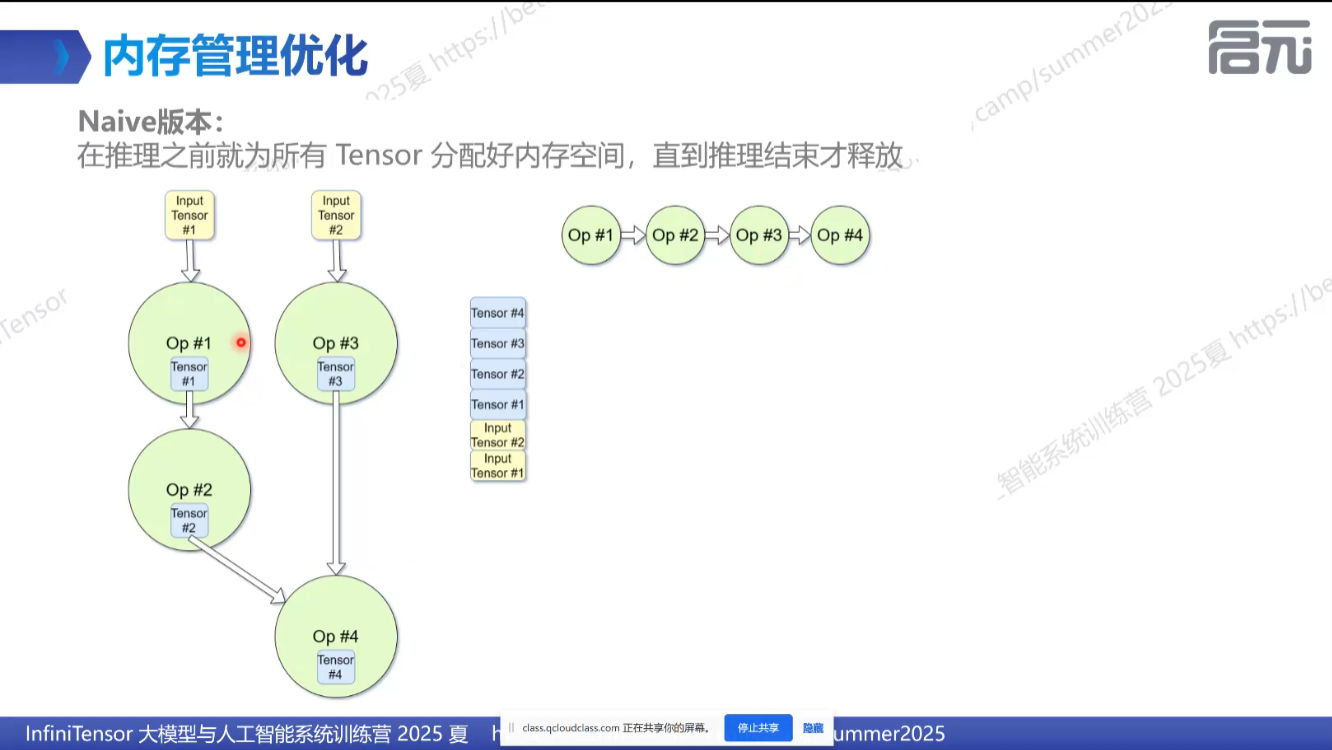 内存管理优化
启元
Naive版本：
在推理之前就为所有 Tensor 分配好内存空间，直到推理结束才释放
Input
Tensor
#1
Input
Tensor
#2
Op #1
Op #2
Op #3
Op #4
Op #1
Tensor
#1
Op #3
Tensor
#3
Tensor #4
Tensor #3
Tensor #2
Tensor #1
Input
Tensor #2
Input
Tensor #1
Op #2
Tensor
#2
Op #4
Tensor
#4
025夏 https://be
camp/summer2025
Tensor
智能系统训练营 2025夏 https://be
InfiniTensor 大模型与人工智能系统训练营 2025 夏
class.qcloudclass.com 正在共享你的屏幕。
停止共享
隐藏
ummer2025